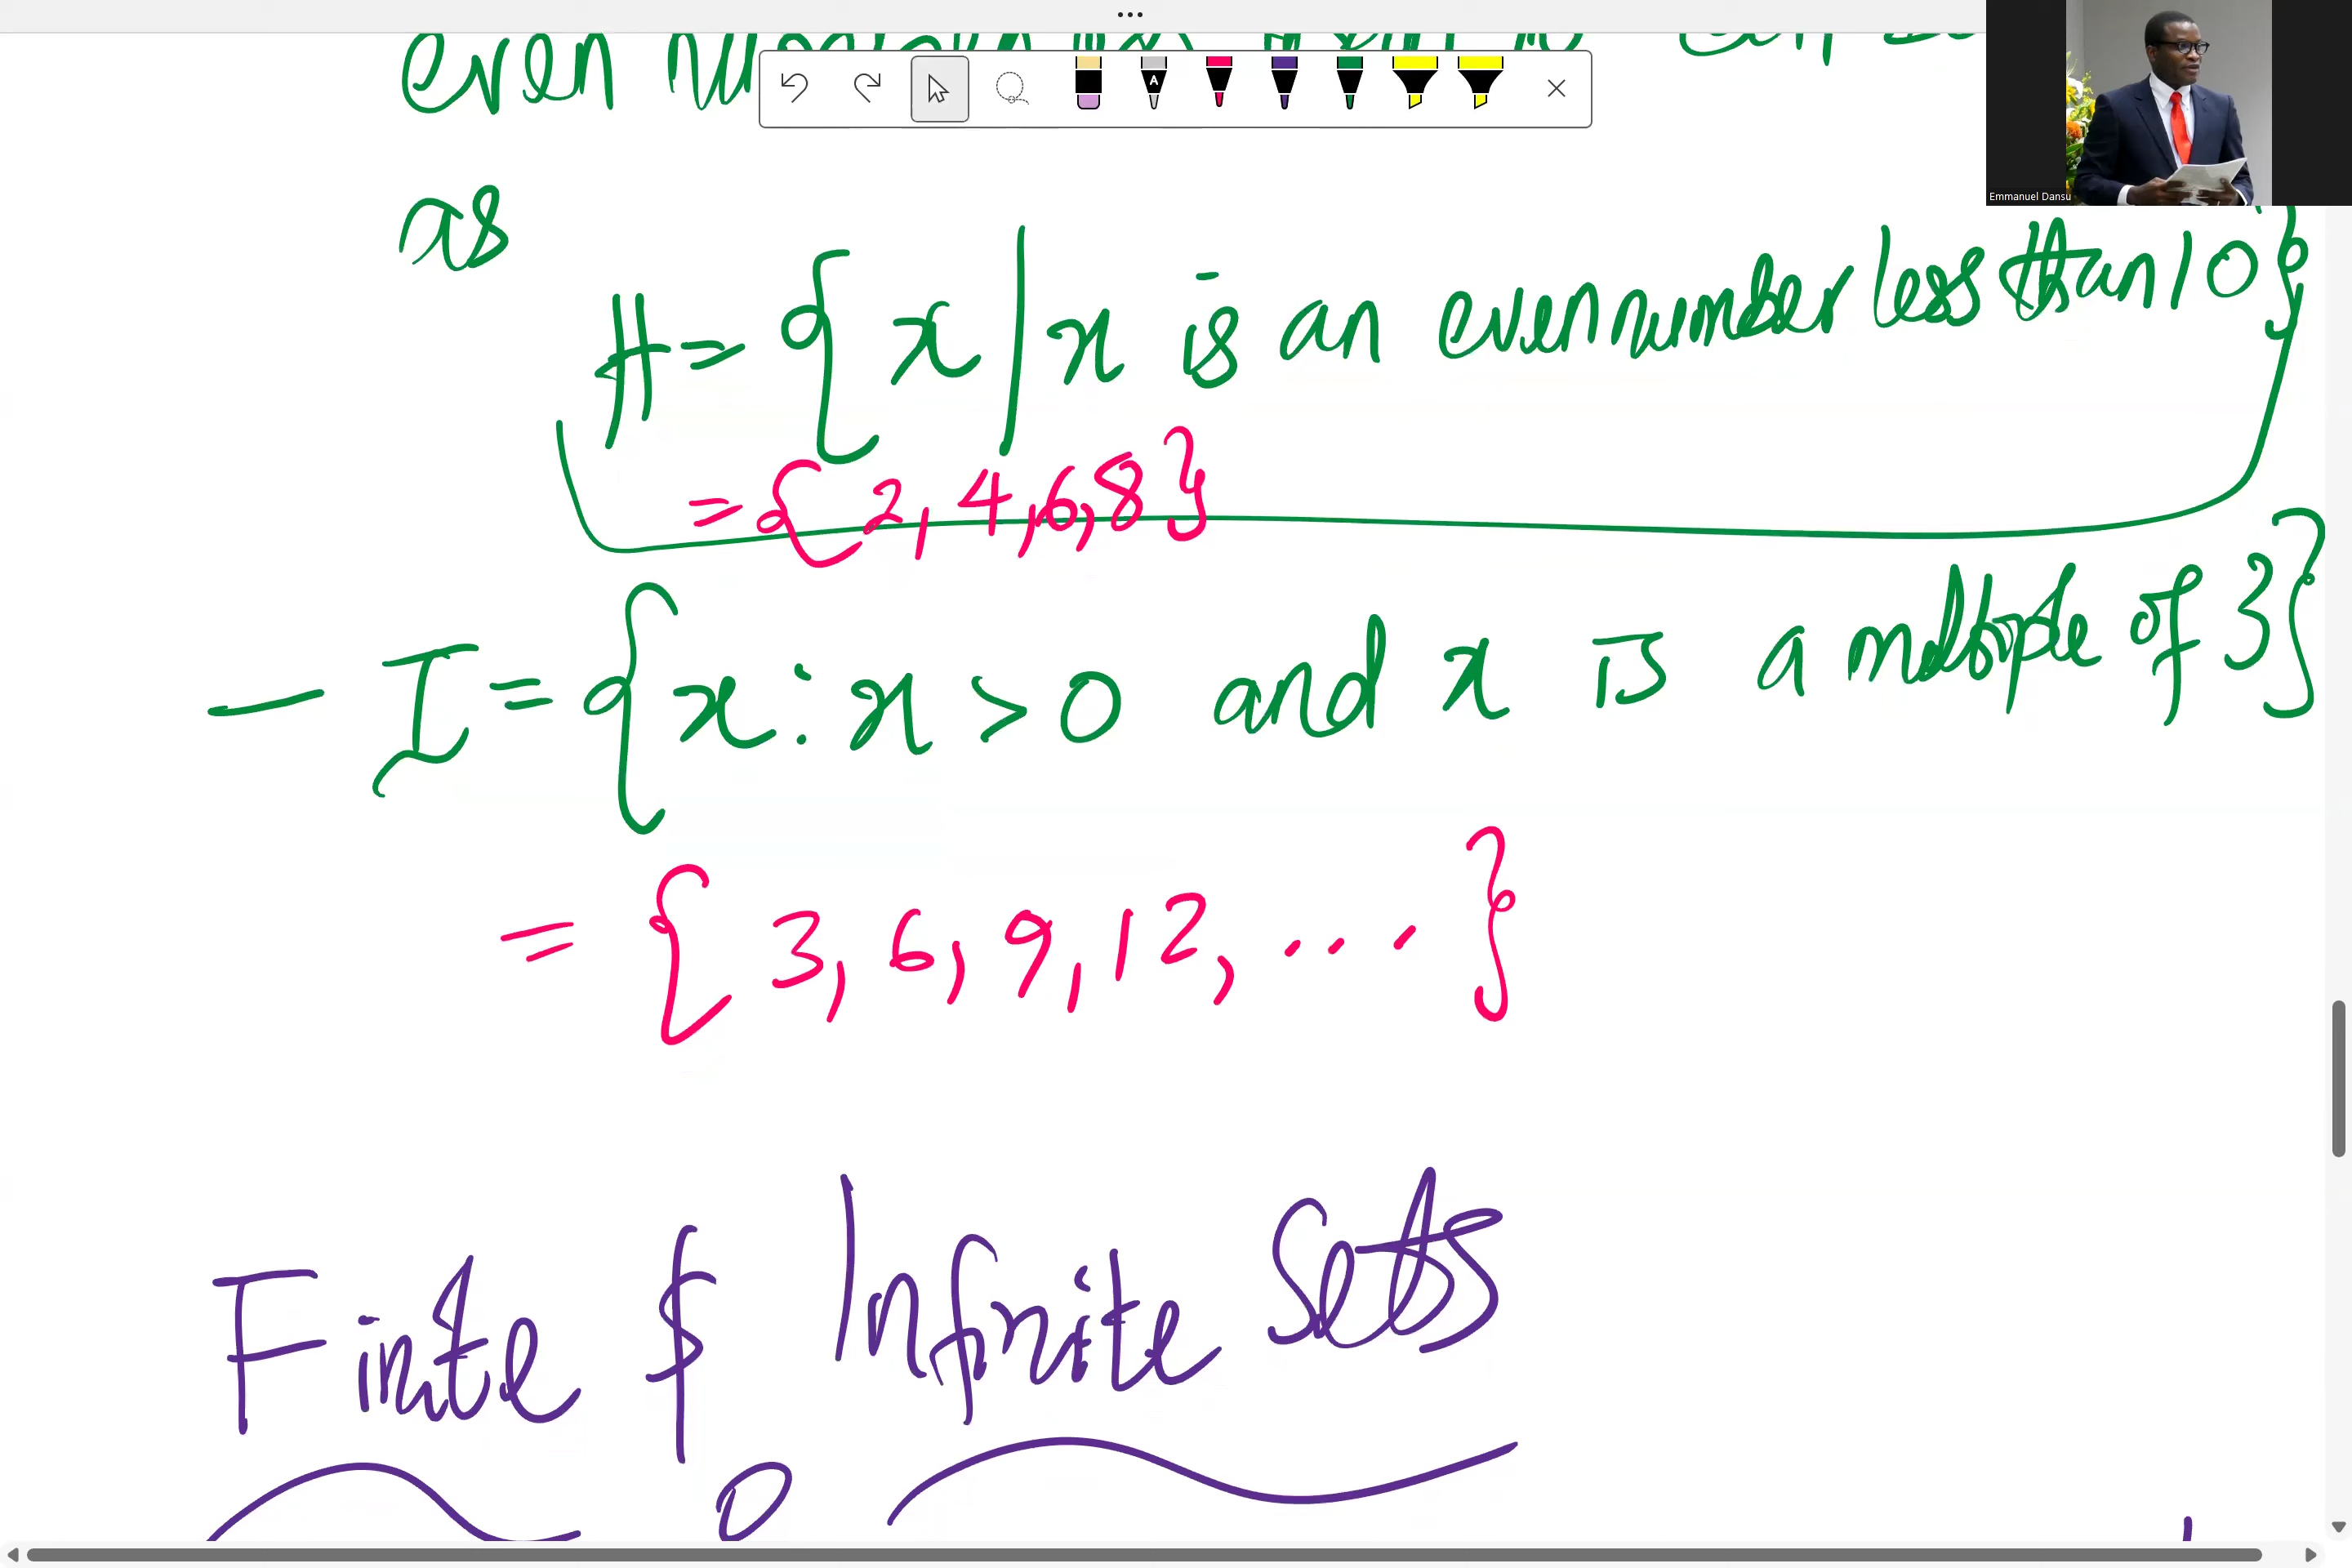 even
Emmanuel Dansu
as
H = { x | x is an even number less than 10 }
= { 2, 4, 6, 8 }
— I = { x : x > 0 and x is a multiple of 3 }
= { 3, 6, 9, 12, ... }
Finite & Infinite Sets